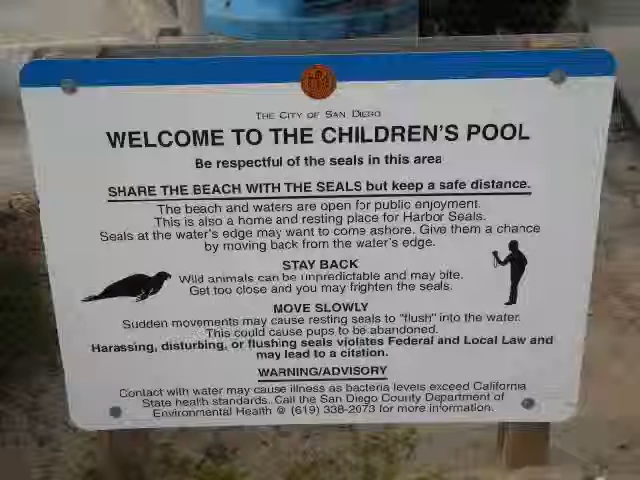 THE CITY OF SAN DIEGO
WELCOME TO THE CHILDREN'S POOL
Be respectful of the seals in this area
SHARE THE BEACH WITH THE SEALS but keep a safe distance.
The beach and waters are open for public enjoyment.
This is also a home and resting place for Harbor Seals.
Seals at the water's edge may want to come ashore. Give them a chance
by moving back from the water's edge.
STAY BACK
Wild animals can be unpredictable and may bite.
Get too close and you may frighten the seals.
MOVE SLOWLY
Sudden movements may cause resting seals to "flush" into the water.
This could cause pups to be abandoned.
Harassing, disturbing, or flushing seals violates Federal and Local Law and
may lead to a citation.
WARNING/ADVISORY
Contact with water may cause illness as bacteria levels exceed California
State health standards. Call the San Diego County Department of
Environmental Health @ (619) 338-2073 for more information.